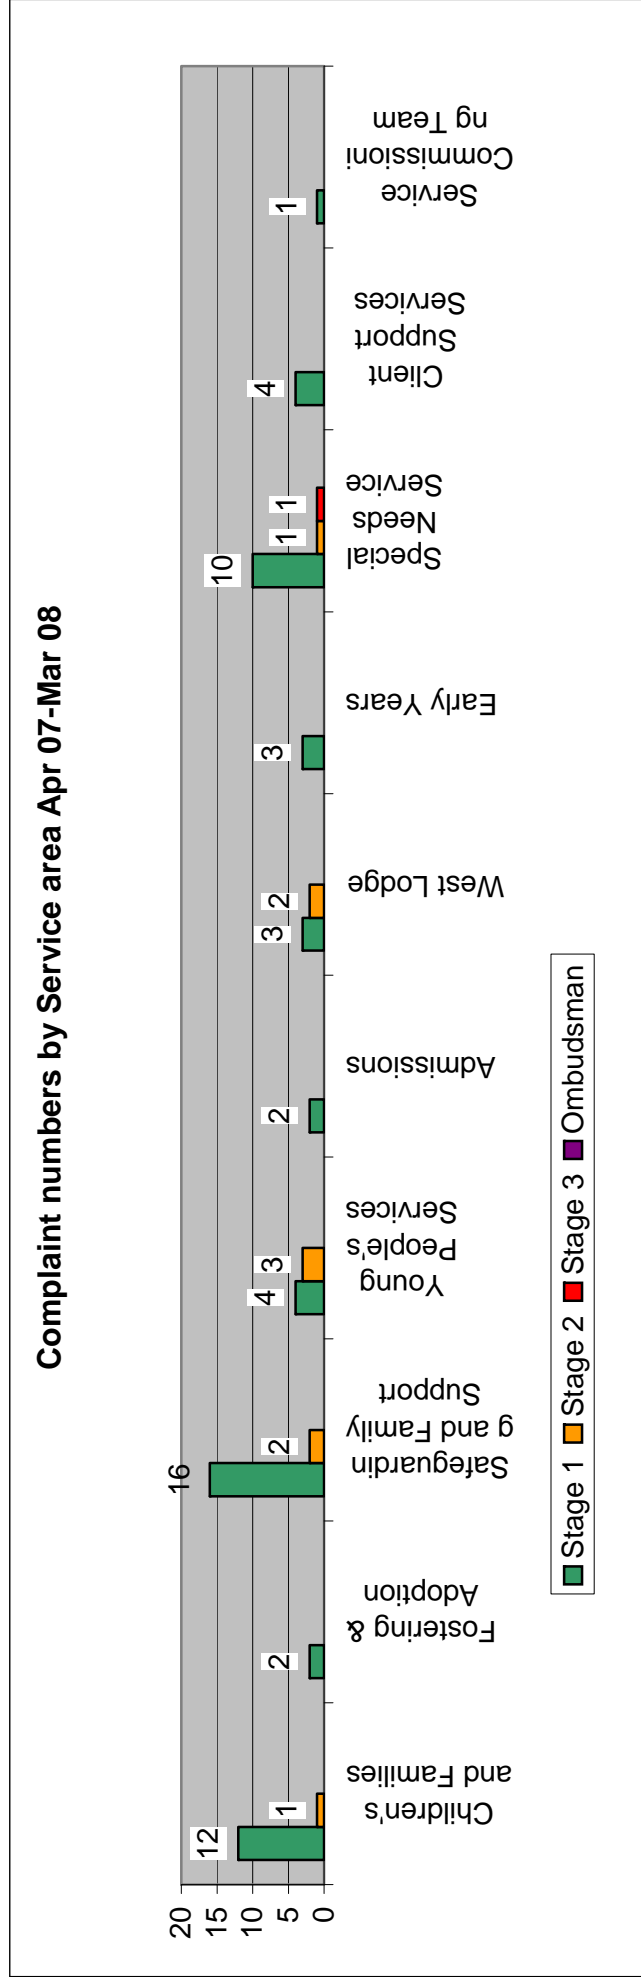 Complaint numbers by Service area Apr 07-Mar 08
20
15
10
5
0
12
1
2
16
2
4
3
2
3
2
3
10
1
1
4
1
Children's
and Families
Fostering &
Adoption
Safeguardin
g and Family
Support
Young
People's
Services
Admissions
West Lodge
Early Years
Special
Needs
Service
Client
Support
Services
Service
Commissioni
ng Team
Stage 1 Stage 2 Stage 3 Ombudsman